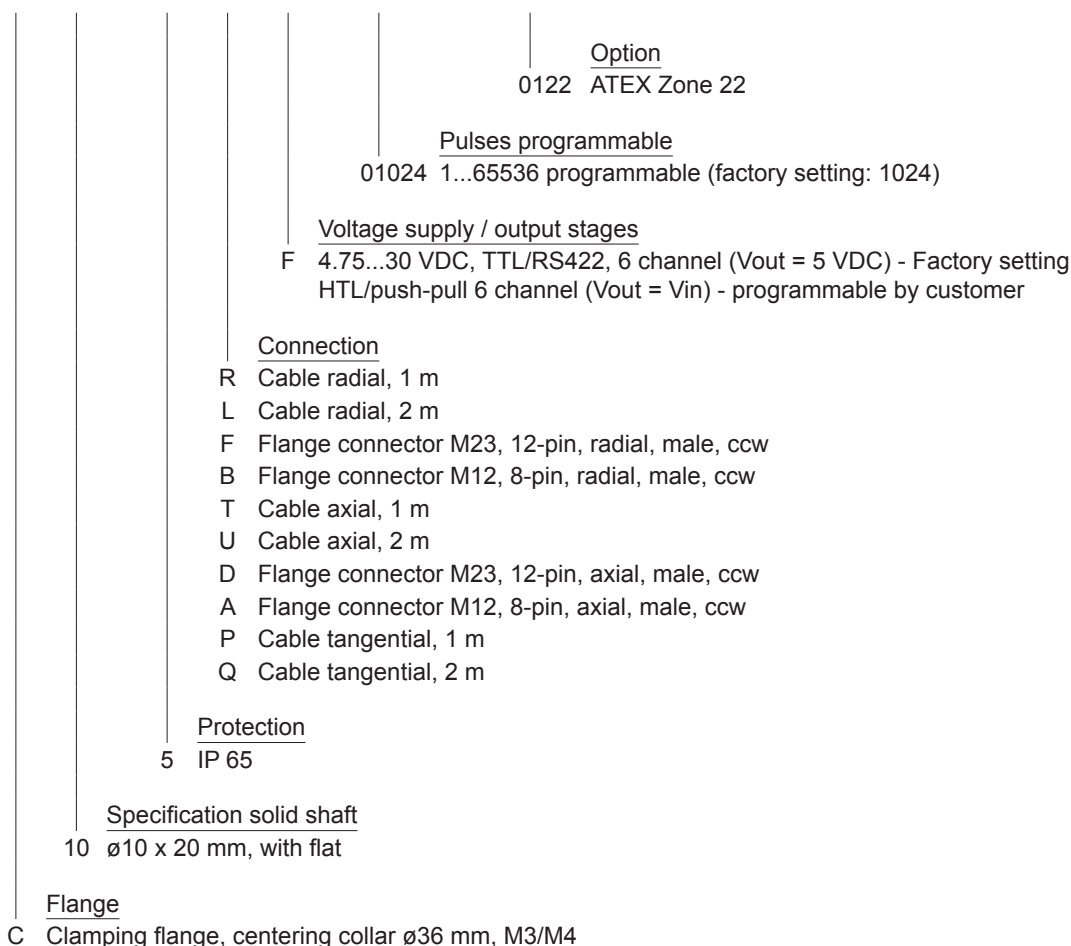 Option
0122 ATEX Zone 22
Pulses programmable
01024 1...65536 programmable (factory setting: 1024)
Voltage supply / output stages
F 4.75...30 VDC, TTL/RS422, 6 channel (Vout = 5 VDC) - Factory setting
HTL/push-pull 6 channel (Vout = Vin) - programmable by customer
Connection
R Cable radial, 1 m
L Cable radial, 2 m
F Flange connector M23, 12-pin, radial, male, ccw
B Flange connector M12, 8-pin, radial, male, ccw
T Cable axial, 1 m
U Cable axial, 2 m
D Flange connector M23, 12-pin, axial, male, ccw
A Flange connector M12, 8-pin, axial, male, ccw
P Cable tangential, 1 m
Q Cable tangential, 2 m
Protection
5 IP 65
Specification solid shaft
10 ø10 x 20 mm, with flat
Flange
C Clamping flange, centering collar ø36 mm, M3/M4